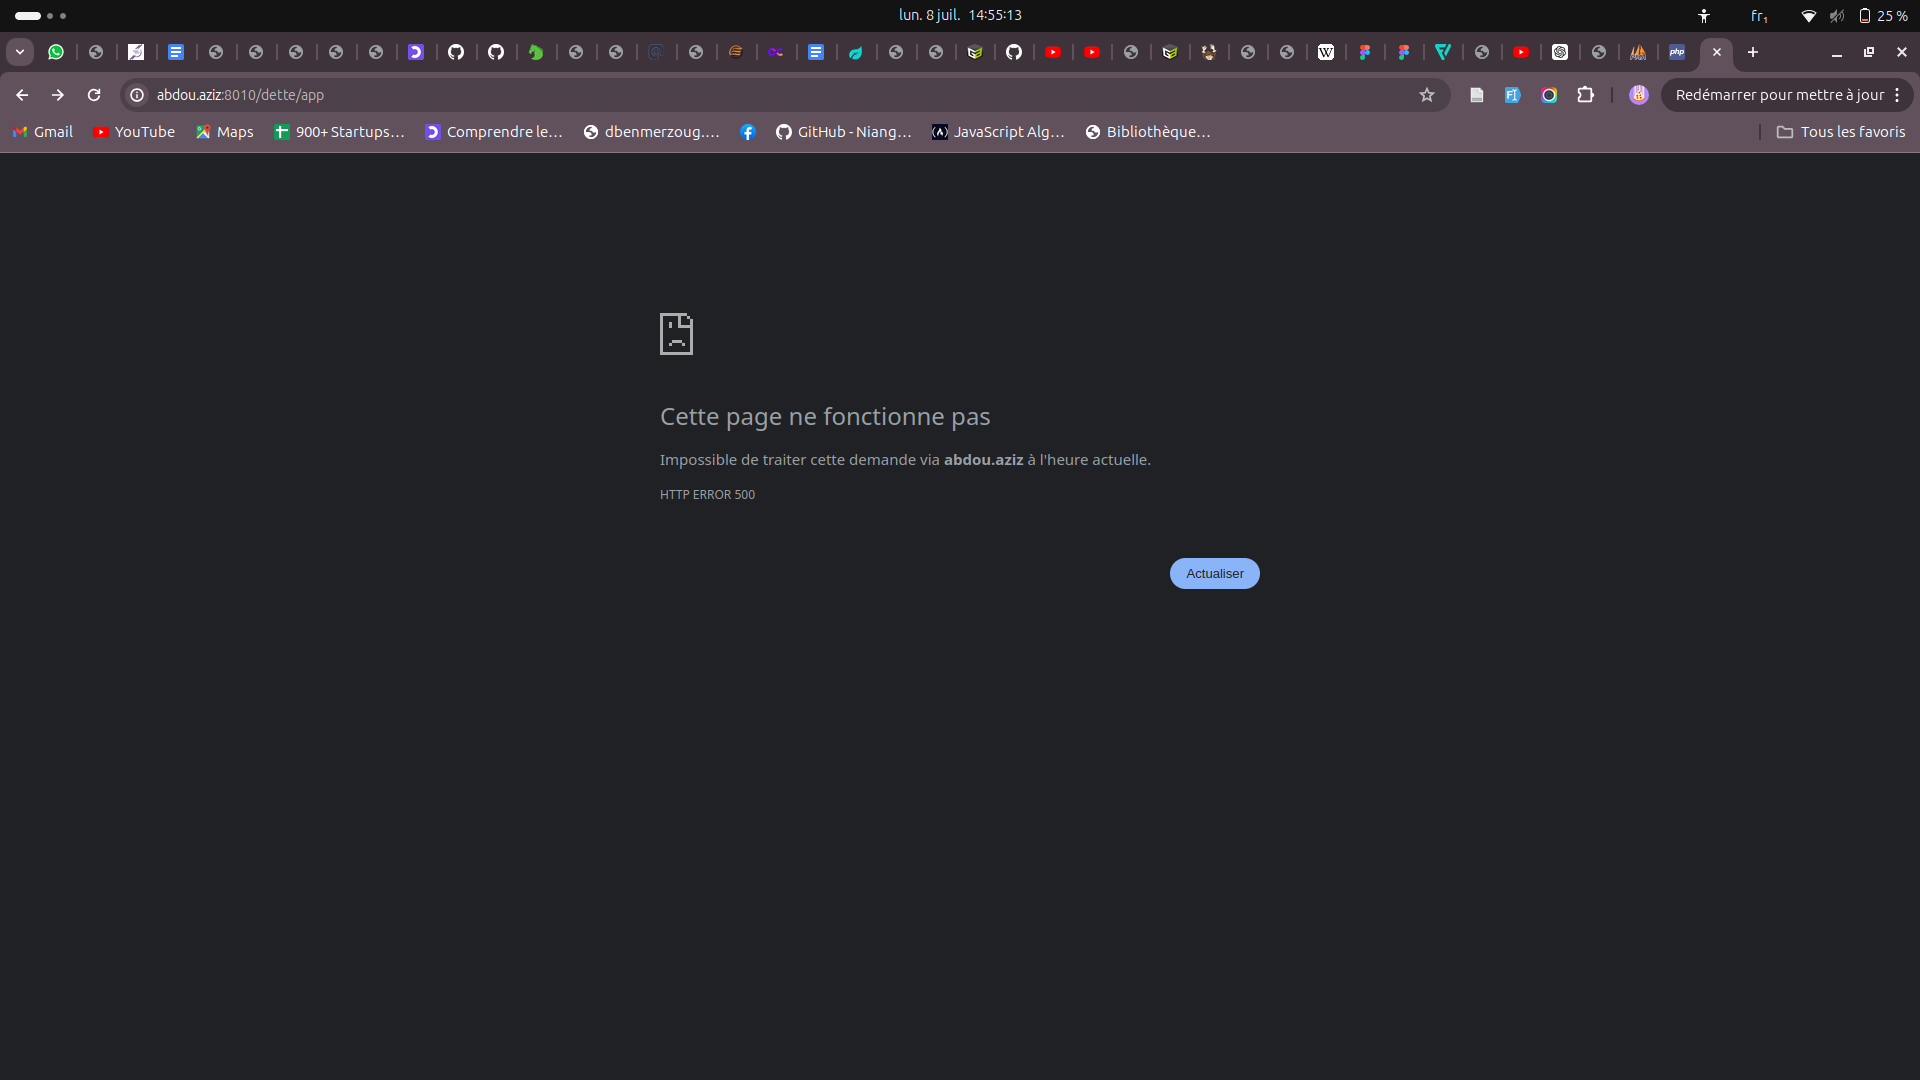 lun. 8 juil. 14:55:13
fr₁
25 %
abdou.aziz:8010/dette/app
Redémarrer pour mettre à jour
Gmail
YouTube
Maps
900+ Startups…
Comprendre le…
dbenmerzoug.…
GitHub - Niang…
JavaScript Alg…
Bibliothèque…
Tous les favoris
Cette page ne fonctionne pas
Impossible de traiter cette demande via abdou.aziz à l'heure actuelle.
HTTP ERROR 500
Actualiser